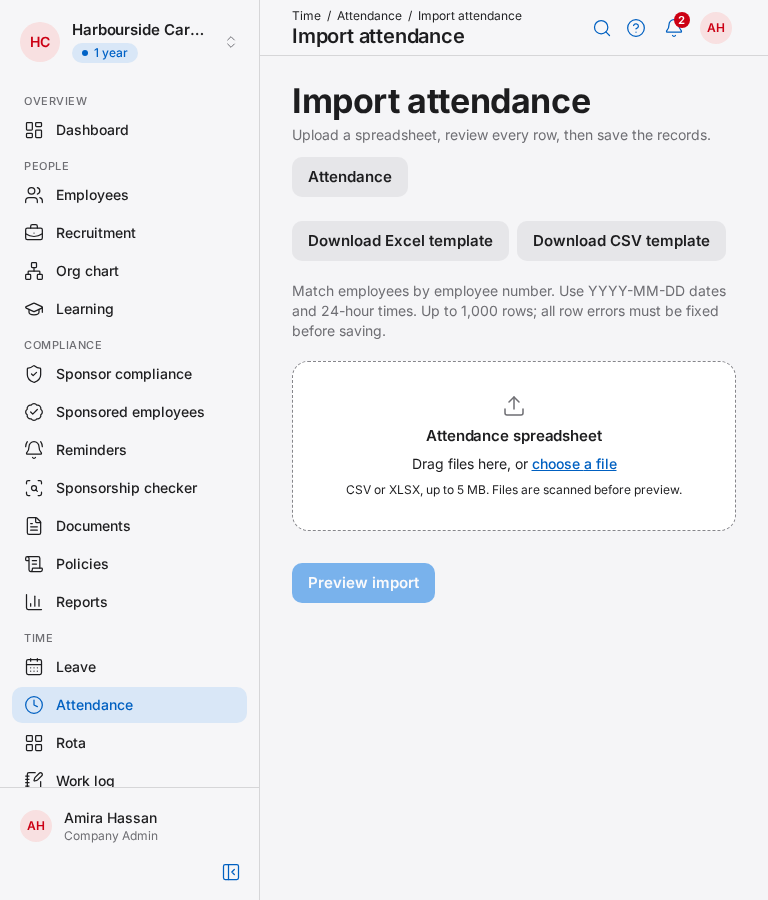 HC
Harbourside Car...
1 year
OVERVIEW
Dashboard
PEOPLE
Employees
Recruitment
Org chart
Learning
COMPLIANCE
Sponsor compliance
Sponsored employees
Reminders
Sponsorship checker
Documents
Policies
Reports
TIME
Leave
Attendance
Rota
Work log
AH
Amira Hassan
Company Admin
Time / Attendance / Import attendance
Import attendance
2
AH
Import attendance
Upload a spreadsheet, review every row, then save the records.
Attendance
Download Excel template
Download CSV template
Match employees by employee number. Use YYYY-MM-DD dates
and 24-hour times. Up to 1,000 rows; all row errors must be fixed
before saving.
Attendance spreadsheet
Drag files here, or choose a file
CSV or XLSX, up to 5 MB. Files are scanned before preview.
Preview import